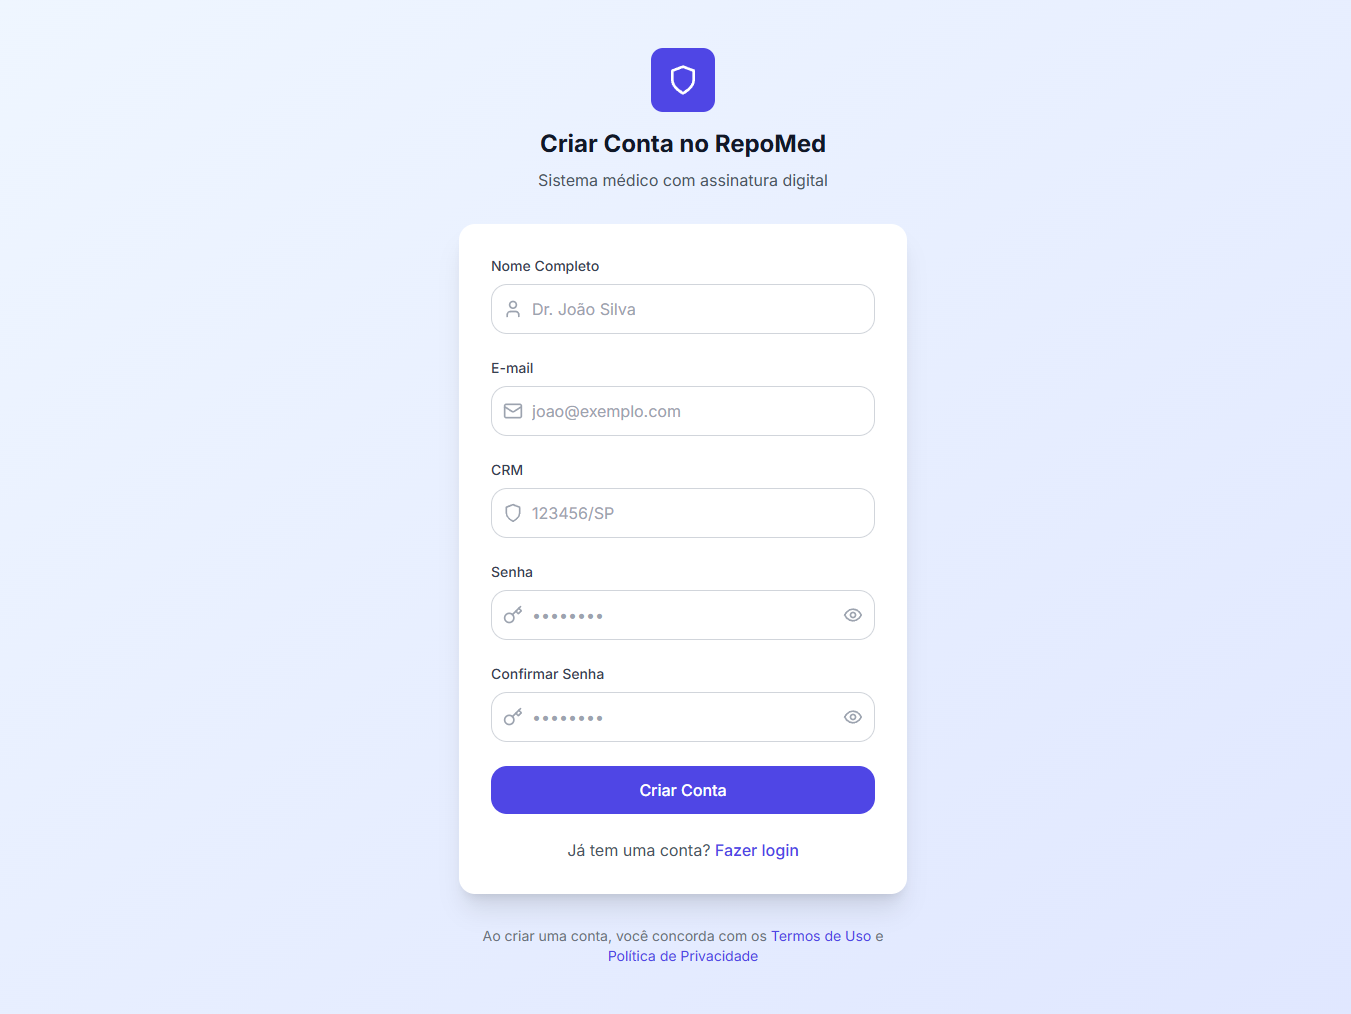 Criar Conta no RepoMed
Sistema médico com assinatura digital
Nome Completo
Dr. João Silva
E-mail
joao@exemplo.com
CRM
123456/SP
Senha
••••••••
Confirmar Senha
••••••••
Criar Conta
Já tem uma conta? Fazer login
Ao criar uma conta, você concorda com os Termos de Uso e
Política de Privacidade